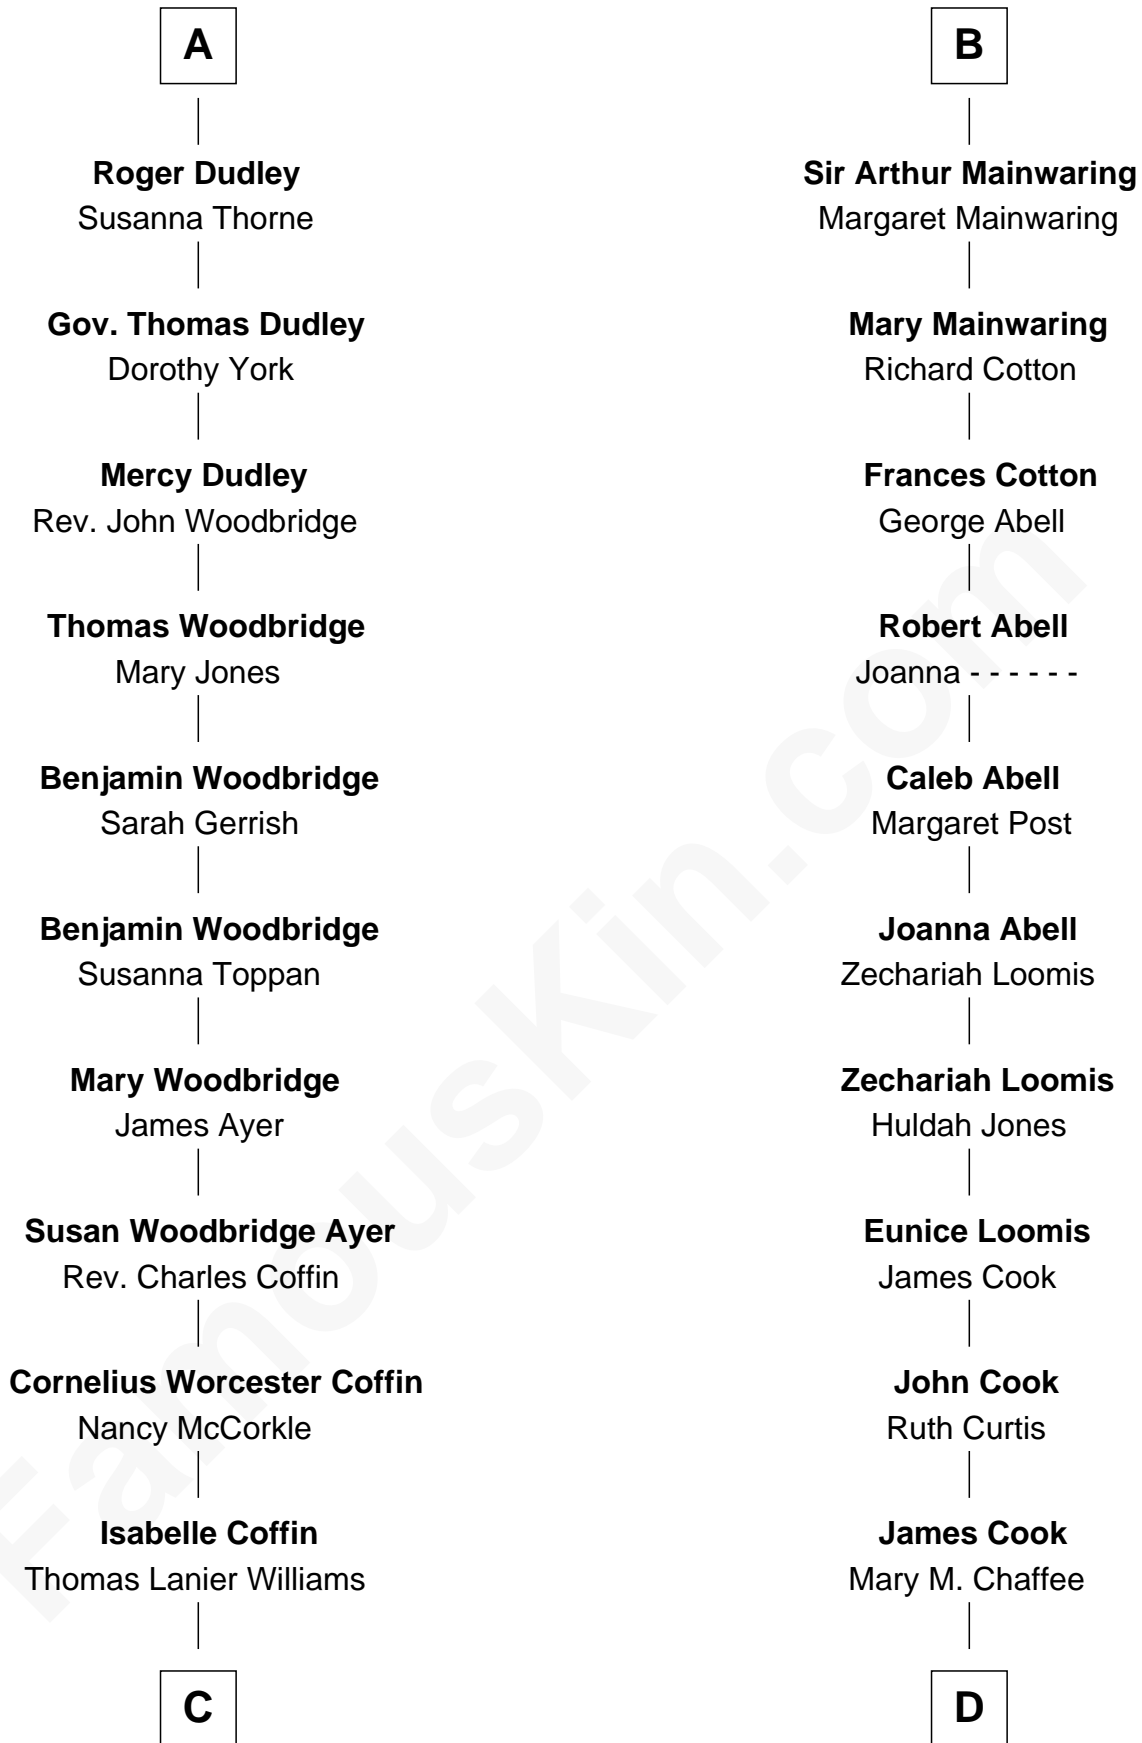 A
Roger Dudley
Susanna Thorne
Gov. Thomas Dudley
Dorothy York
Mercy Dudley
Rev. John Woodbridge
Thomas Woodbridge
Mary Jones
Benjamin Woodbridge
Sarah Gerrish
Benjamin Woodbridge
Susanna Toppan
Mary Woodbridge
James Ayer
Susan Woodbridge Ayer
Rev. Charles Coffin
Cornelius Worcester Coffin
Nancy McCorkle
Isabelle Coffin
Thomas Lanier Williams
C
B
Sir Arthur Mainwaring
Margaret Mainwaring
Mary Mainwaring
Richard Cotton
Frances Cotton
George Abell
Robert Abell
Joanna - - - - - -
Caleb Abell
Margaret Post
Joanna Abell
Zechariah Loomis
Zechariah Loomis
Huldah Jones
Eunice Loomis
James Cook
John Cook
Ruth Curtis
James Cook
Mary M. Chaffee
D
FamousKin.com